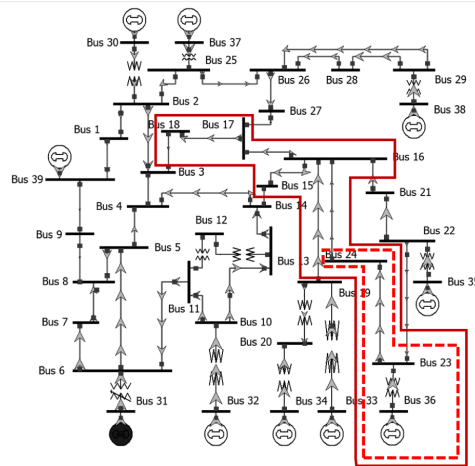 Bus 30
Bus 37
Bus 25
Bus 26
Bus 28
Bus 29
Bus 2
Bus 38
Bus 27
Bus 1
Bus 18
Bus 17
Bus 16
Bus 39
Bus 3
Bus 15
Bus 21
Bus 4
Bus 14
Bus 12
Bus 22
Bus 9
Bus 5
Bus 13
Bus 24
Bus 8
Bus 19
Bus 35
Bus 11
Bus 7
Bus 10
Bus 20
Bus 6
Bus 23
Bus 31
Bus 32
Bus 34
Bus 33
Bus 36